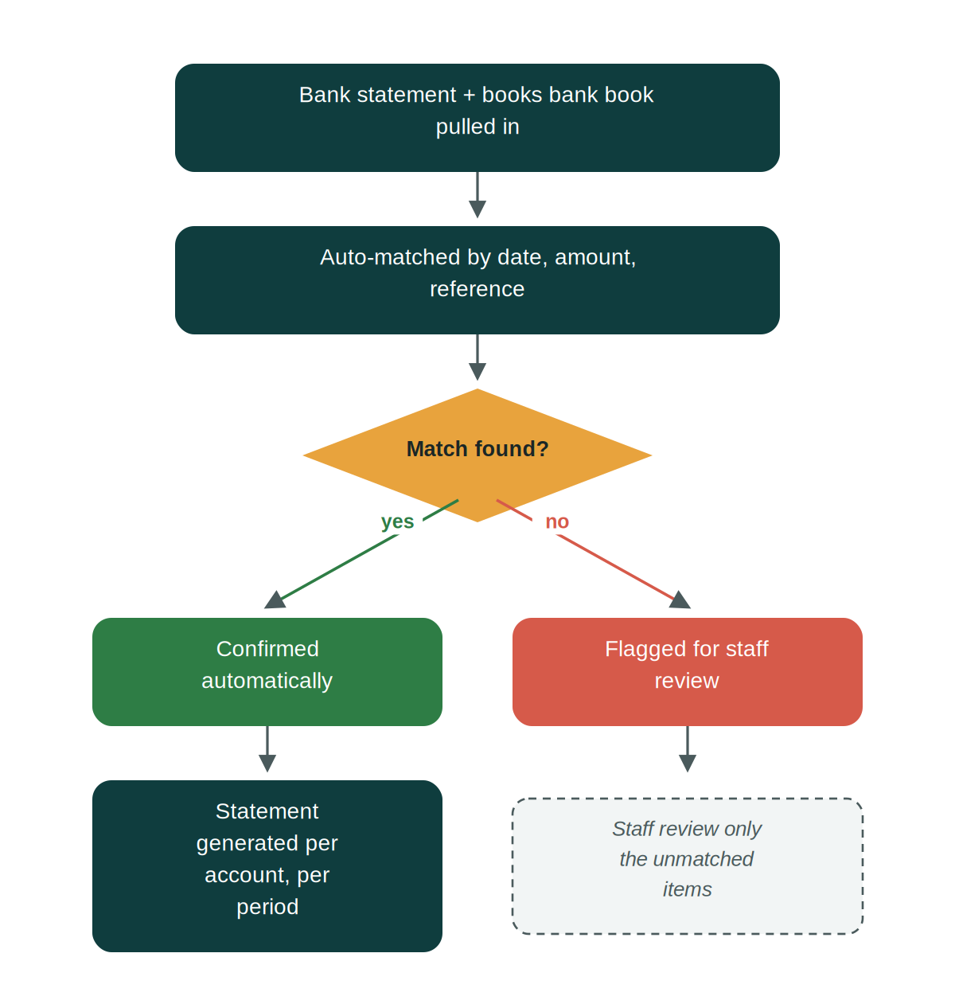 Bank statement + books bank book
pulled in
Auto-matched by date, amount,
reference
Match found?
yes
no
Confirmed
automatically
Flagged for staff
review
Statement
generated per
account, per
period
Staff review only
the unmatched
items